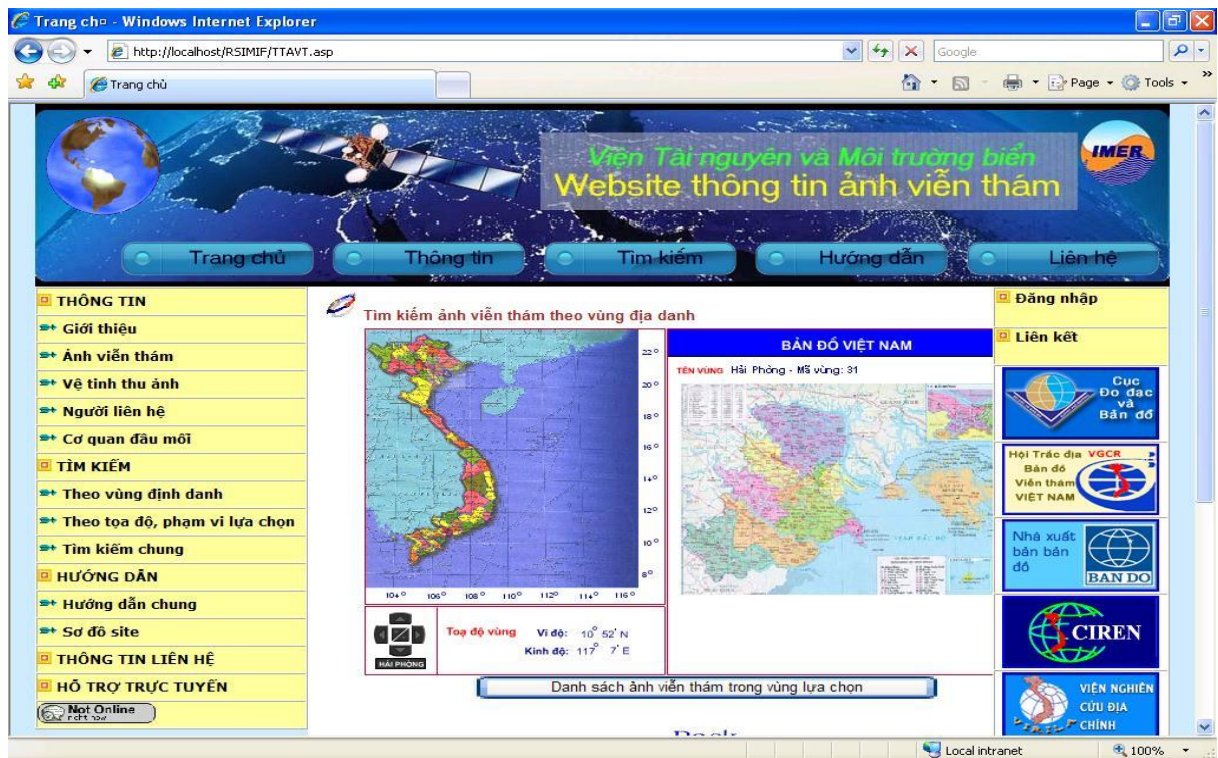 Trang ch¤ - Windows Internet Explorer
http://localhost/RSIMIF/TTAVT.asp
Google
Trang chủ
Page
Tools
Viện Tài nguyên và Môi trường biển
IMER
Website thông tin ảnh viễn thám
Trang chủ
Thông tin
Tìm kiếm
Hướng dẫn
Liên hệ
THÔNG TIN
Giới thiệu
Ảnh viễn thám
Vệ tinh thu ảnh
Người liên hệ
Cơ quan đầu mối
TÌM KIẾM
Theo vùng định danh
Theo tọa độ, phạm vi lựa chọn
Tìm kiếm chung
HƯỚNG DẪN
Hướng dẫn chung
Sơ đồ site
THÔNG TIN LIÊN HỆ
HỖ TRỢ TRỰC TUYẾN
Not Online
right now
Tìm kiếm ảnh viễn thám theo vùng địa danh
22°
20°
18°
16°
14°
12°
10°
8°
104° 106° 108° 110° 112° 114° 116°
BẢN ĐỒ VIỆT NAM
TÊN VÙNG Hải Phòng - Mã vùng: 31
HẢI PHÒNG
Toạ độ vùng
Vĩ độ: 10° 52' N
Kinh độ: 117° 7' E
Danh sách ảnh viễn thám trong vùng lựa chọn
Back
Đăng nhập
Liên kết
Cục
Đo đạc
và
Bản đồ
Hội Trắc địa VGCR
Bản đồ
Viễn thám
VIỆT NAM
Nhà xuất
bản bản
đồ
BAN DO
CIREN
VIỆN NGHIÊN
CỨU ĐỊA
CHÍNH
Local intranet
100%